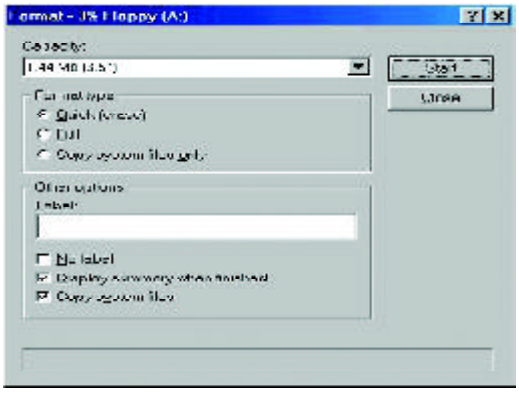 Format - 3½ Floppy (A:)
Capacity:
1.44 Mb (3.5")
Start
Close
Format type
Quick (erase)
Full
Copy system files only
Other options
Label:
No label
Display summary when finished
Copy system files